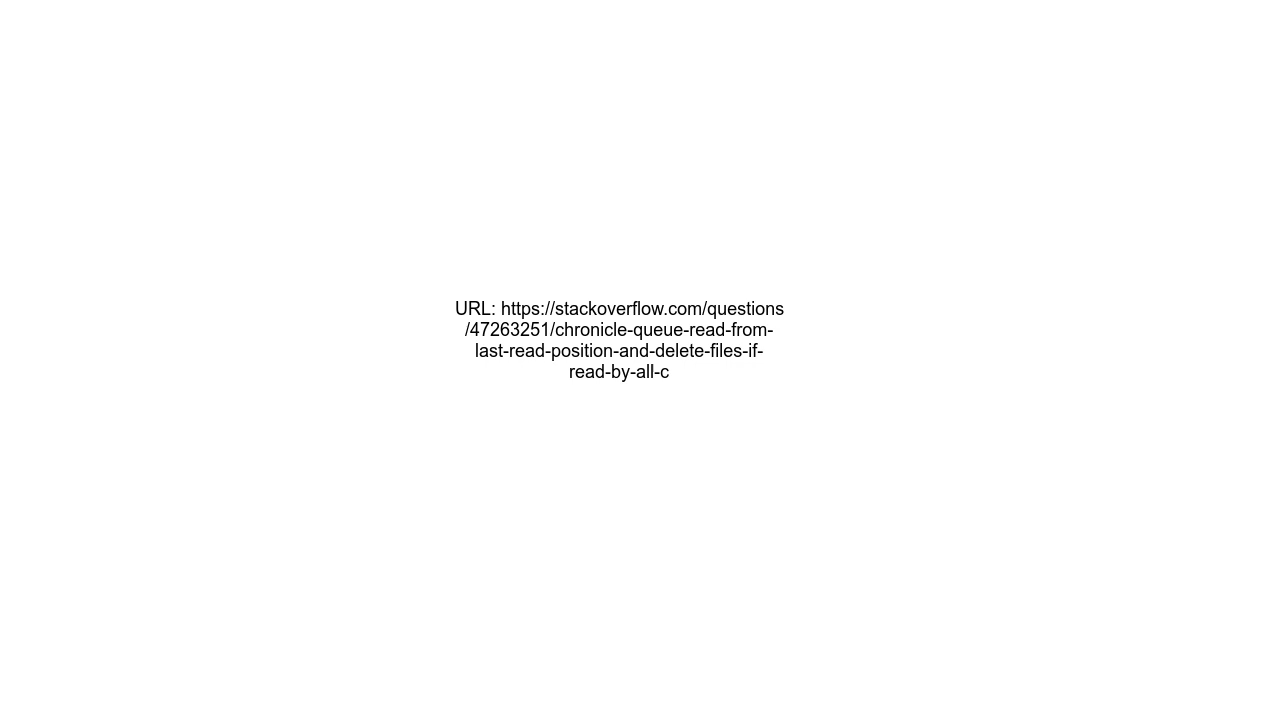 URL: https://stackoverflow.com/questions
/47263251/chronicle-queue-read-from-
last-read-position-and-delete-files-if-
read-by-all-c